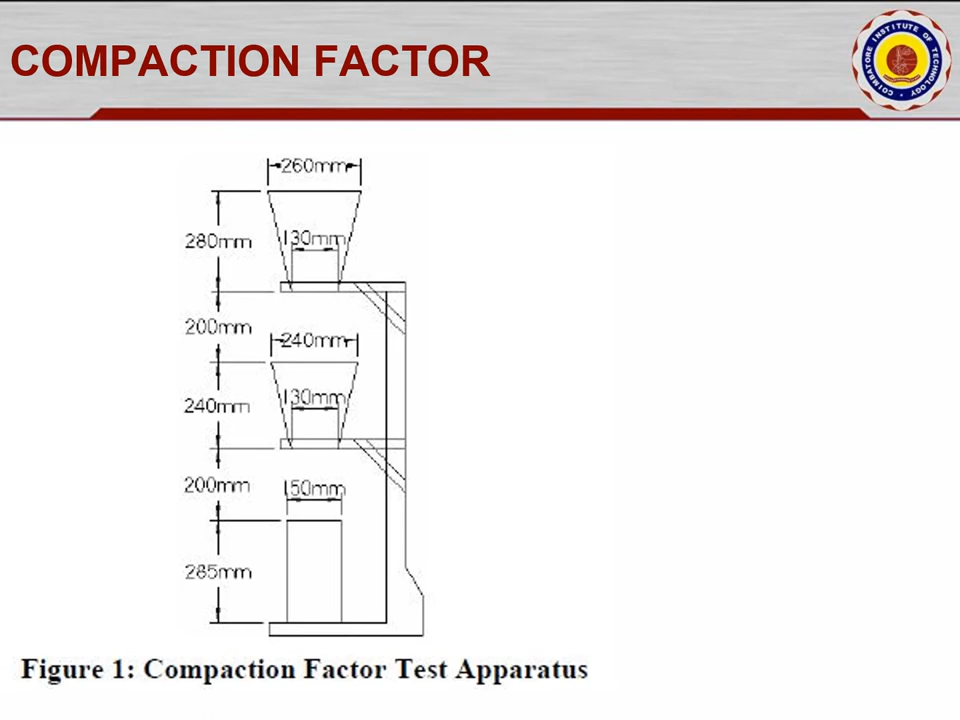 COMPACTION FACTOR
COIMBATORE INSTITUTE OF TECHNOLOGY
260mm
280mm
130mm
200mm
240mm
240mm
130mm
200mm
150mm
285mm
Figure 1: Compaction Factor Test Apparatus